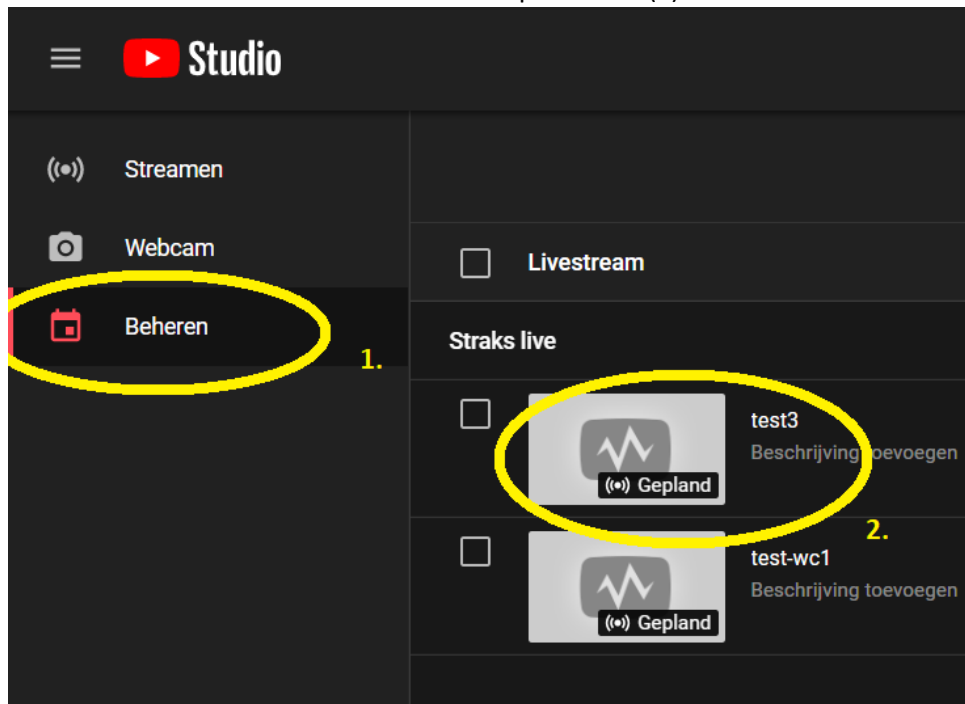 Studio
Streamen
Webcam
Livestream
Beheren
1.
Straks live
test3
Beschrijving toevoegen
((•)) Gepland
2.
test-wc1
Beschrijving toevoegen
((•)) Gepland